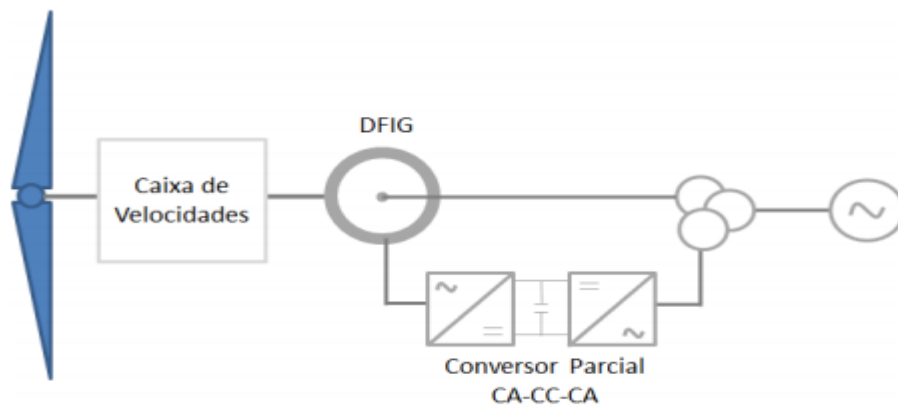 DFIG
Caixa de
Velocidades
Conversor Parcial
CA-CC-CA